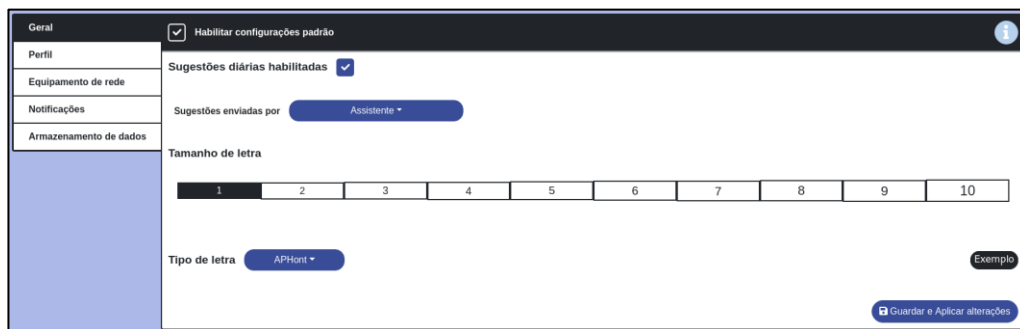 Geral
Perfil
Equipamento de rede
Notificações
Armazenamento de dados
Habilitar configurações padrão
Sugestões diárias habilitadas
Sugestões enviadas por Assistente
Tamanho de letra
1 2 3 4 5 6 7 8 9 10
Tipo de letra APHont Exemplo
Guardar e Aplicar alterações